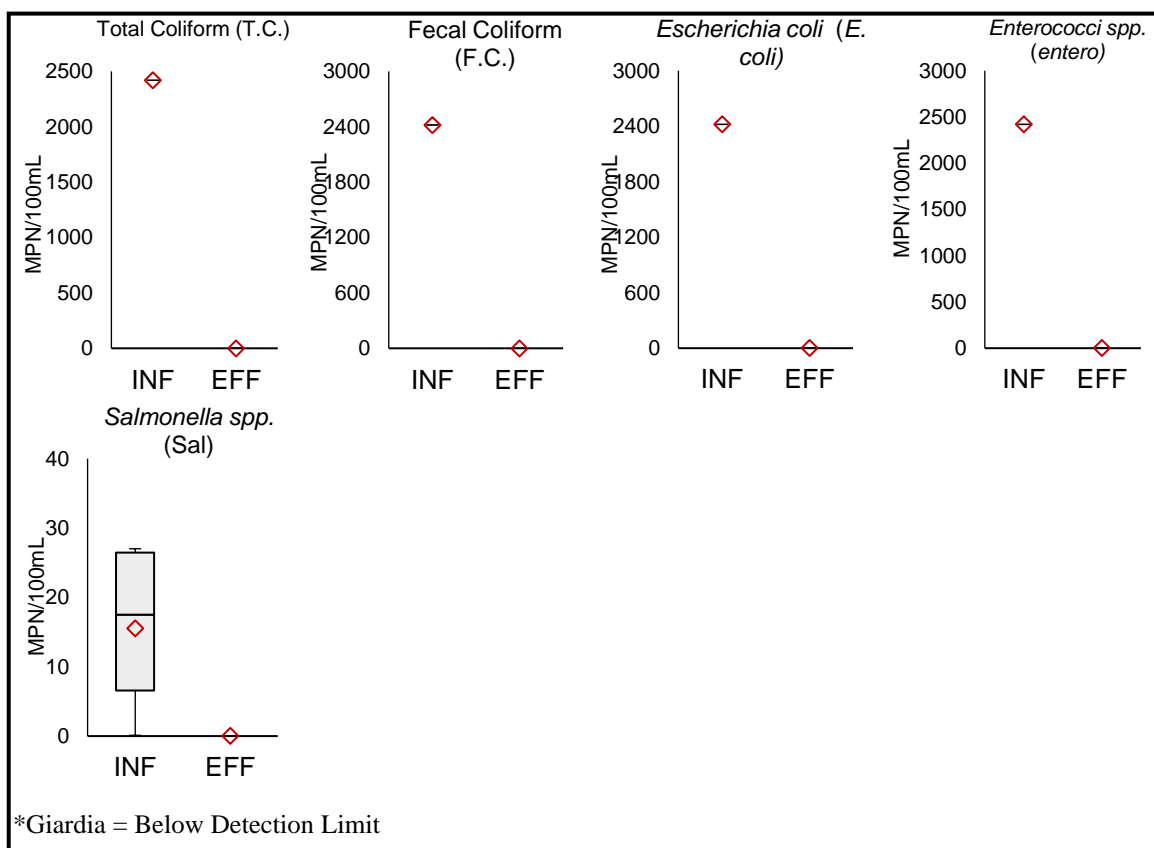 Total Coliform (T.C.)
2500
2000
1500
1000
500
0
MPN/100mL
INF EFF
Fecal Coliform
(F.C.)
3000
2400
1800
1200
600
0
MPN/100mL
INF EFF
Escherichia coli (E.
coli)
3000
2400
1800
1200
600
0
MPN/100mL
INF EFF
Enterococci spp.
(entero)
3000
2500
2000
1500
1000
500
0
MPN/100mL
INF EFF
Salmonella spp.
(Sal)
40
30
20
10
0
MPN/100mL
INF EFF
*Giardia = Below Detection Limit